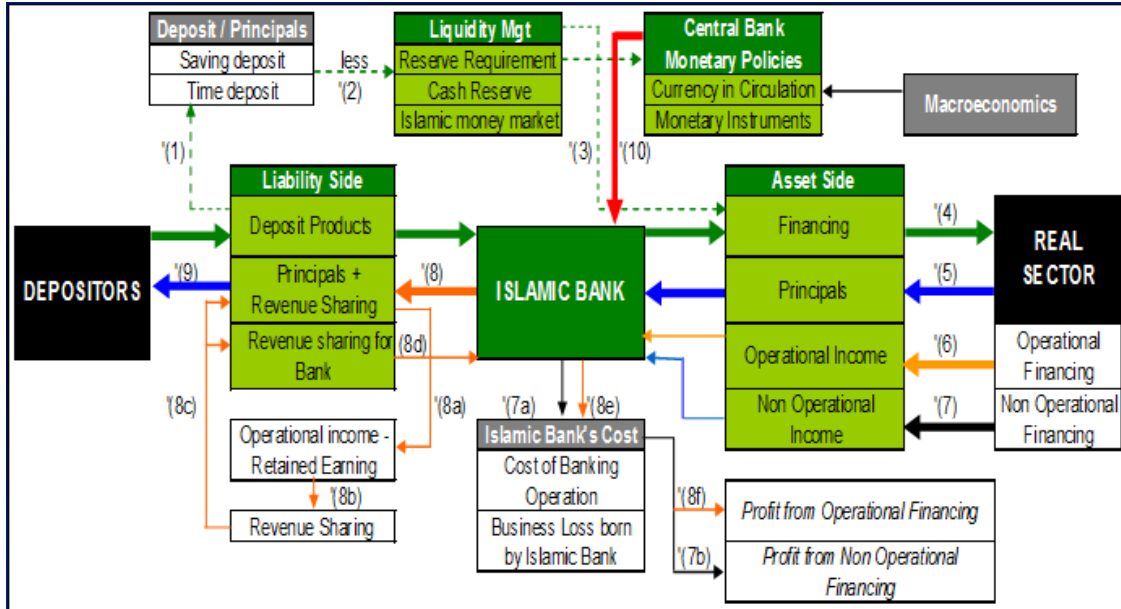 Deposit / Principals
Saving deposit
Time deposit
less
'(2)
Liquidity Mgt
Reserve Requirement
Cash Reserve
Islamic money market
Central Bank
Monetary Policies
Currency in Circulation
Monetary Instruments
Macroeconomics
'(1)
'(3)
'(10)
Liability Side
Deposit Products
Principals +
Revenue Sharing
Revenue sharing for
Bank
Asset Side
Financing
Principals
Operational Income
Non Operational
Income
DEPOSITORS
'(9)
'(8)
ISLAMIC BANK
'(4)
'(5)
'(6)
'(7)
REAL
SECTOR
Operational
Financing
Non Operational
Financing
(8d)
'(8c)
'(8a)
'(7a)
'(8e)
Operational income -
Retained Earning
'(8b)
Revenue Sharing
Islamic Bank's Cost
Cost of Banking
Operation
Business Loss born
by Islamic Bank
'(8f)
'(7b)
Profit from Operational Financing
Profit from Non Operational
Financing